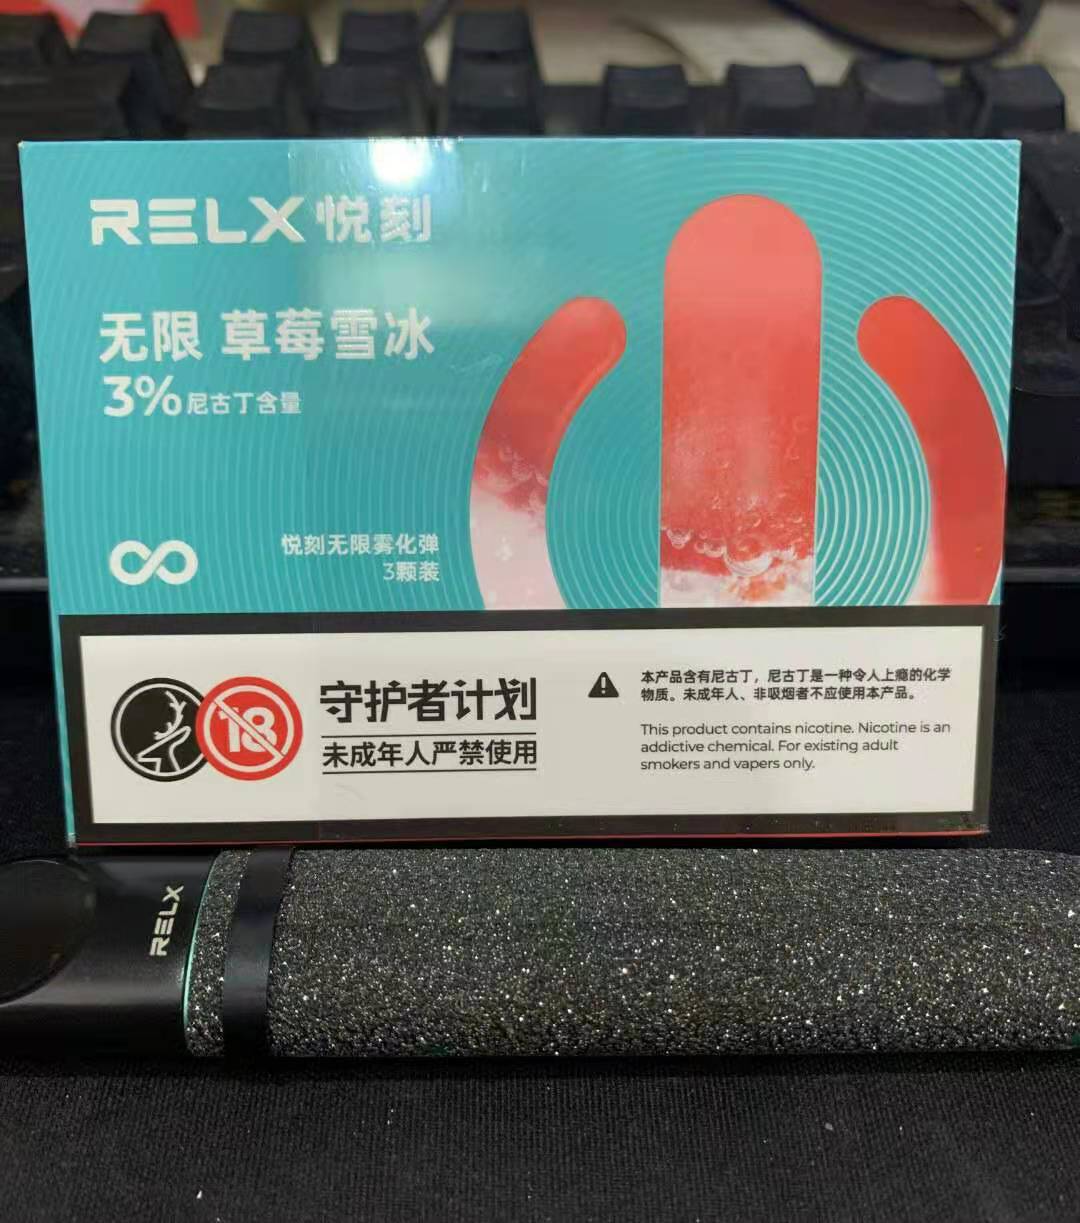 RELX 悦刻
无限 草莓雪冰
3%尼古丁含量
悦刻无限雾化弹
3颗装
18
守护者计划
未成年人严禁使用
本产品含有尼古丁，尼古丁是一种令人上瘾的化学
物质。未成年人、非吸烟者不应使用本产品。
This product contains nicotine. Nicotine is an
addictive chemical. For existing adult
smokers and vapers only.
RELX